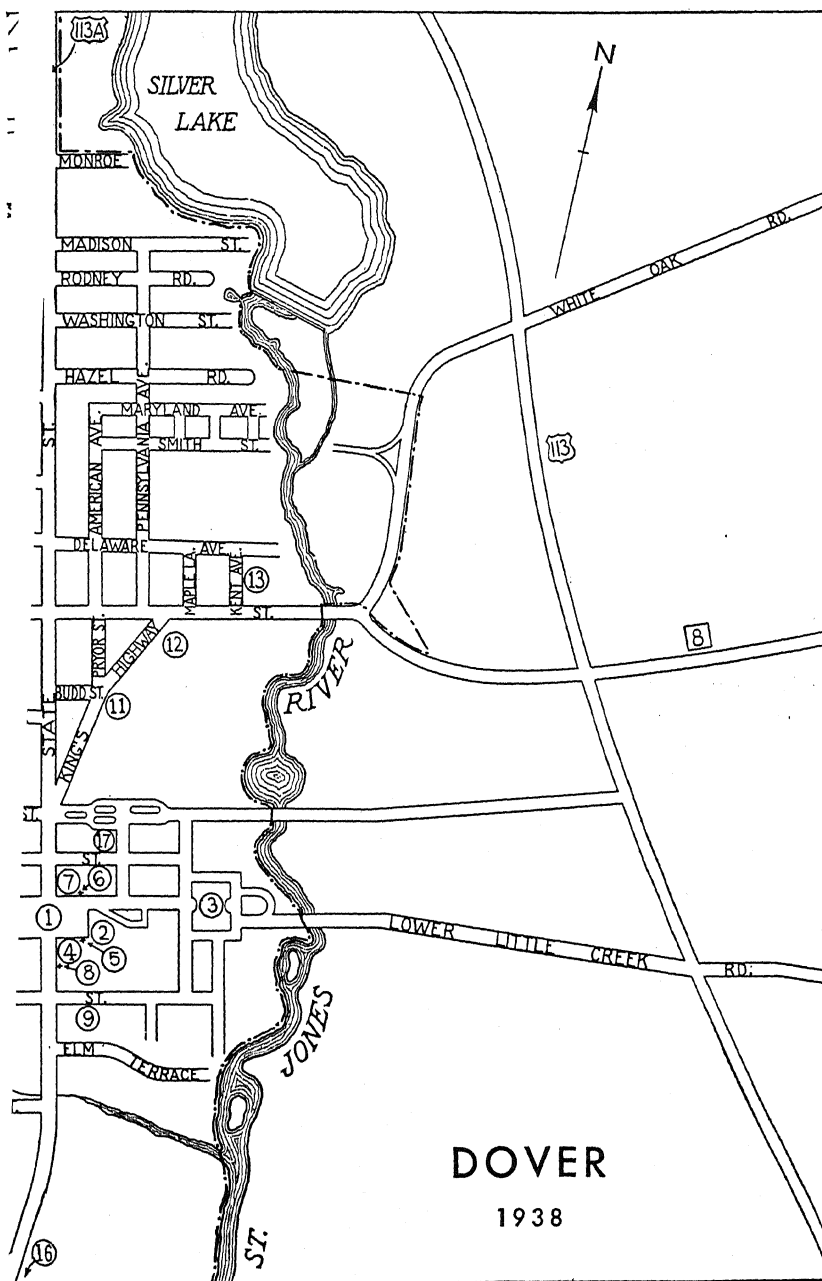 113A
SILVER
LAKE
N
MONROE
MADISON ST.
RODNEY RD.
WASHINGTON ST.
HAZEL RD.
WHITE OAK RD.
MARYLAND AVE.
SMITH ST.
ST.
AMERICAN AVE.
PENNSYLVANIA AVE.
113
DELAWARE AVE.
MAPLE LA.
KENT AVE.
13
ST.
PRIOR ST.
KING'S HIGHWAY
12
8
BUDD ST.
11
STATE
RIVER
ST.
17
ST.
7
6
1
2
3
4
5
8
LOWER LITTLE CREEK RD.
ST.
9
ELM TERRACE
JONES
ST.
16
DOVER
1938